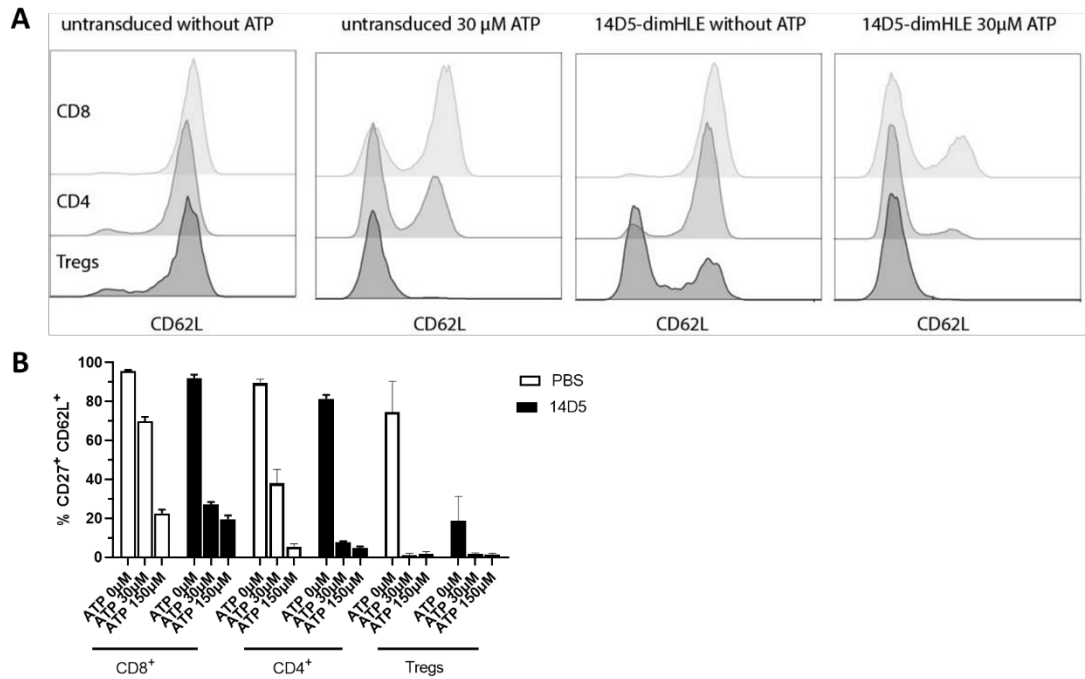 A
untransduced without ATP
untransduced 30 µM ATP
14D5-dimHLE without ATP
14D5-dimHLE 30µM ATP
CD8
CD4
Tregs
CD62L
CD62L
CD62L
CD62L
B
% CD27⁺ CD62L⁺
100
80
60
40
20
0
PBS
14D5
ATP 0µM
ATP 30µM
ATP 150µM
ATP 0µM
ATP 30µM
ATP 150µM
ATP 0µM
ATP 30µM
ATP 150µM
ATP 0µM
ATP 30µM
ATP 150µM
ATP 0µM
ATP 30µM
ATP 150µM
ATP 0µM
ATP 30µM
ATP 150µM
CD8⁺
CD4⁺
Tregs